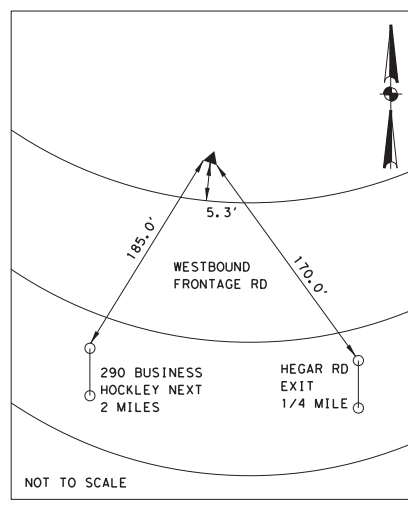 5.3'
185.0'
170.0'
WESTBOUND
FRONTAGE RD
290 BUSINESS
HOCKLEY NEXT
2 MILES
HEGAR RD
EXIT
1/4 MILE
NOT TO SCALE